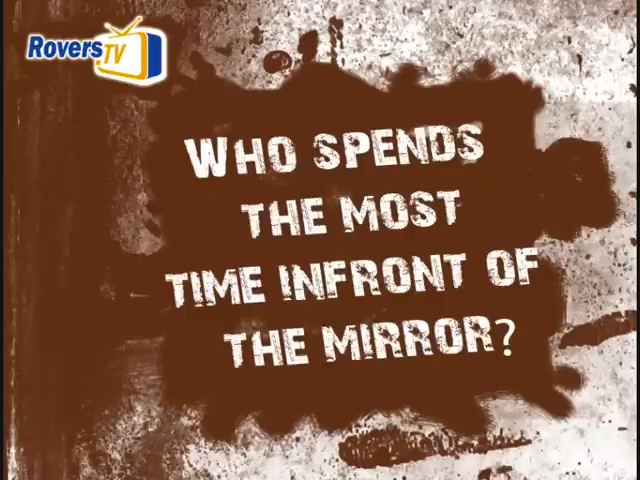 Rovers TV
WHO SPENDS
THE MOST
TIME INFRONT OF
THE MIRROR?